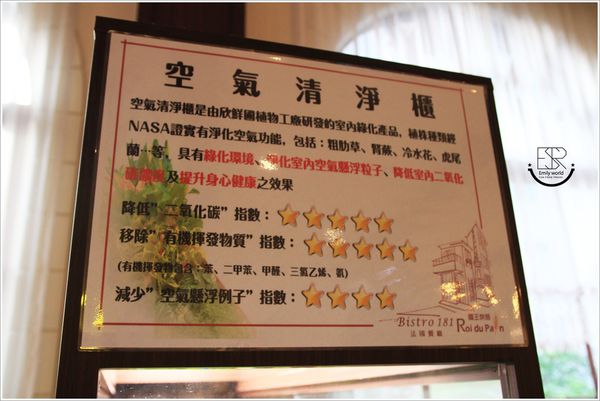 空氣清淨櫃
空氣清淨櫃是由欣鮮園植物工廠研發的室內綠化產品，植株種類經
NASA證實有淨化空氣功能，包括：粗肋草、腎蕨、冷水花、虎尾
蘭…等，具有綠化環境、淨化室內空氣懸浮粒子、降低室內二氧化
碳濃度及提升身心健康之效果
降低"二氧化碳"指數：
移除"有機揮發物質"指數：
(有機揮發物包含：苯、二甲苯、甲醛、三氯乙烯、氨)
減少"空氣懸浮例子"指數：
Bistro 181
法國餐廳
國王烘焙
Roi du Pain
ESR
Emily world